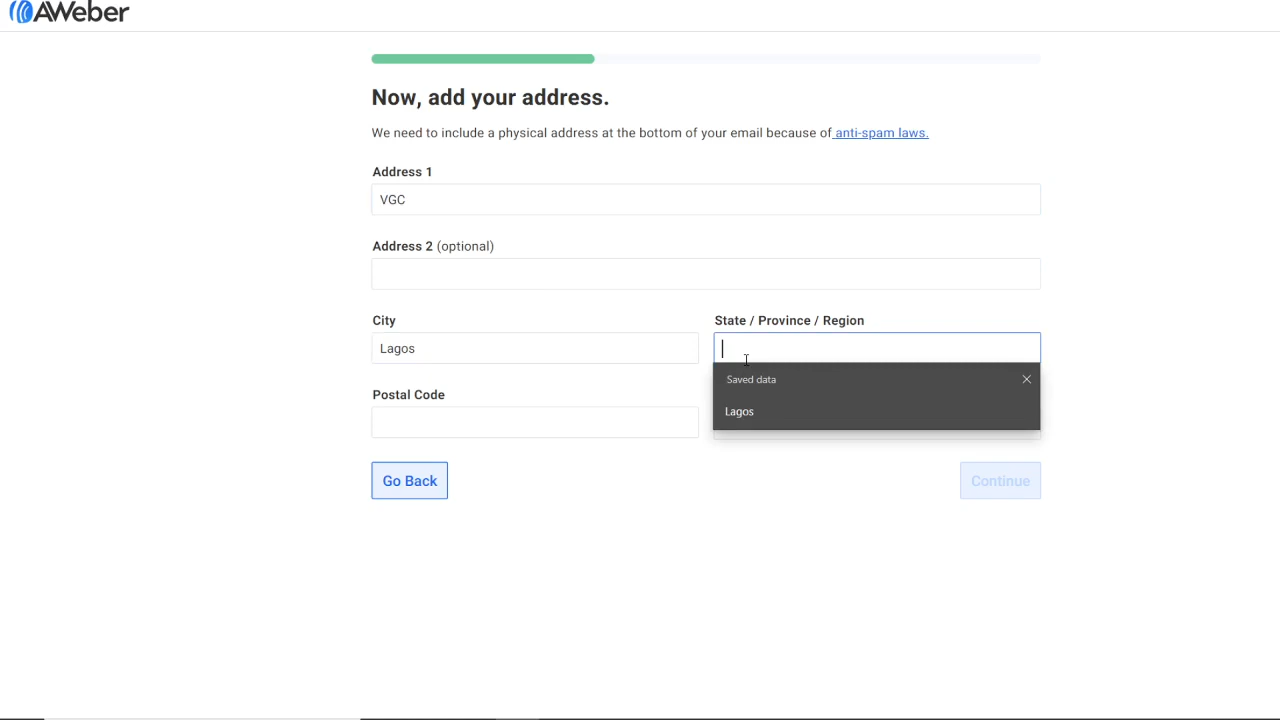 AWeber
Now, add your address.
We need to include a physical address at the bottom of your email because of anti-spam laws.
Address 1
VGC
Address 2 (optional)
City
State / Province / Region
Lagos
Saved data
Postal Code
Lagos
Go Back
Continue